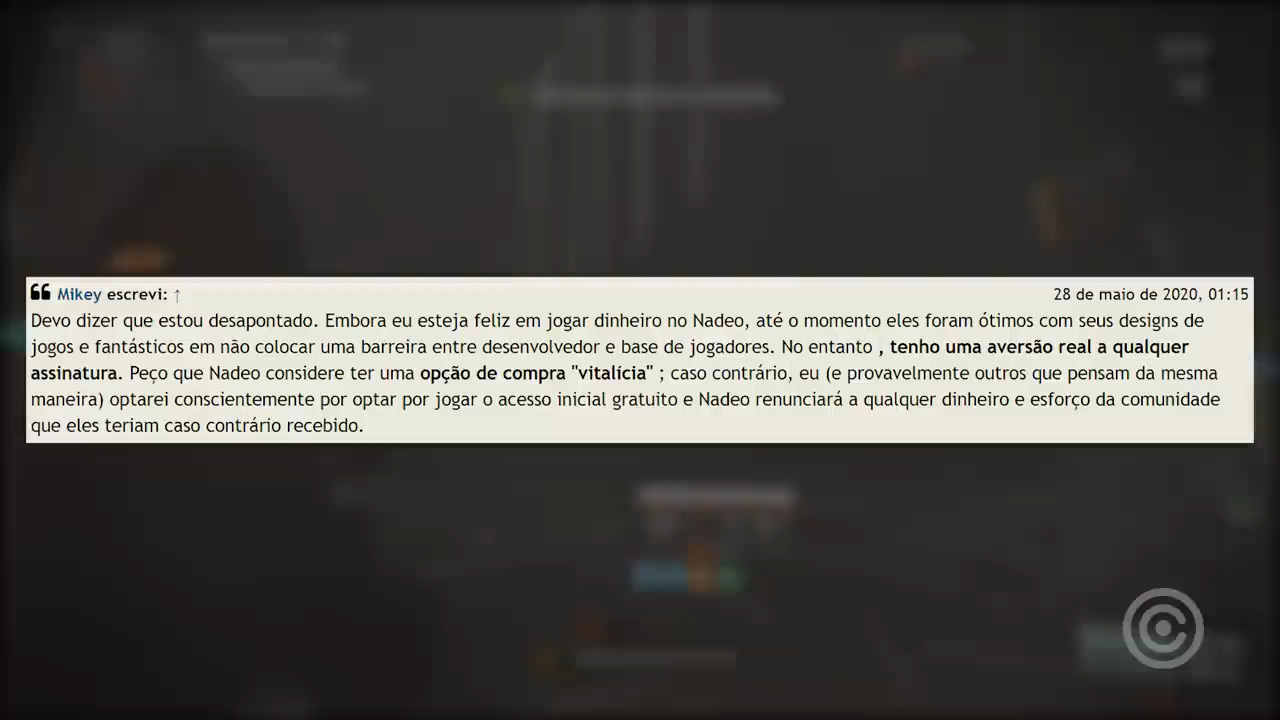 Mikey escrevi: ↑ 28 de maio de 2020, 01:15
Devo dizer que estou desapontado. Embora eu esteja feliz em jogar dinheiro no Nadeo, até o momento eles foram ótimos com seus designs de
jogos e fantásticos em não colocar uma barreira entre desenvolvedor e base de jogadores. No entanto , tenho uma aversão real a qualquer
assinatura. Peço que Nadeo considere ter uma opção de compra "vitalícia" ; caso contrário, eu (e provavelmente outros que pensam da mesma
maneira) optarei conscientemente por optar por jogar o acesso inicial gratuito e Nadeo renunciará a qualquer dinheiro e esforço da comunidade
que eles teriam caso contrário recebido.